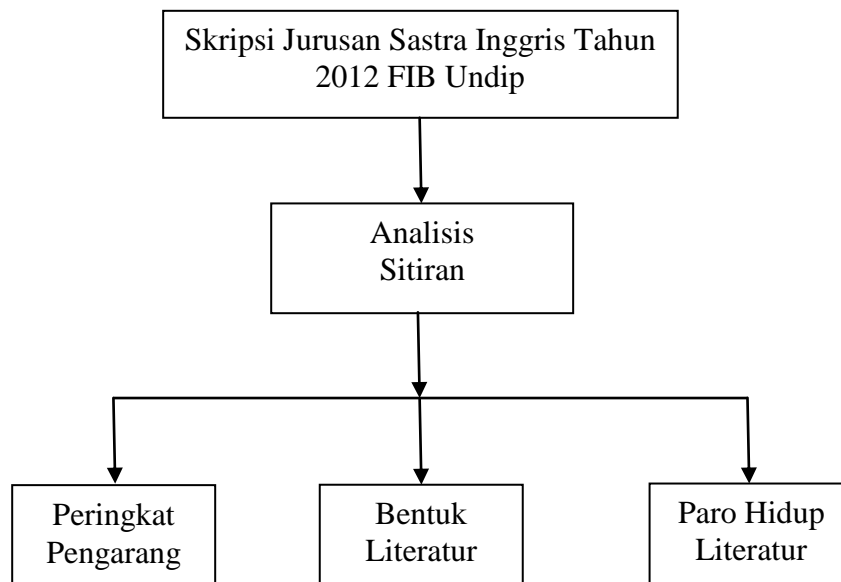 Skripsi Jurusan Sastra Inggris Tahun
2012 FIB Undip
Analisis
Sitiran
Peringkat
Pengarang
Bentuk
Literatur
Paro Hidup
Literatur